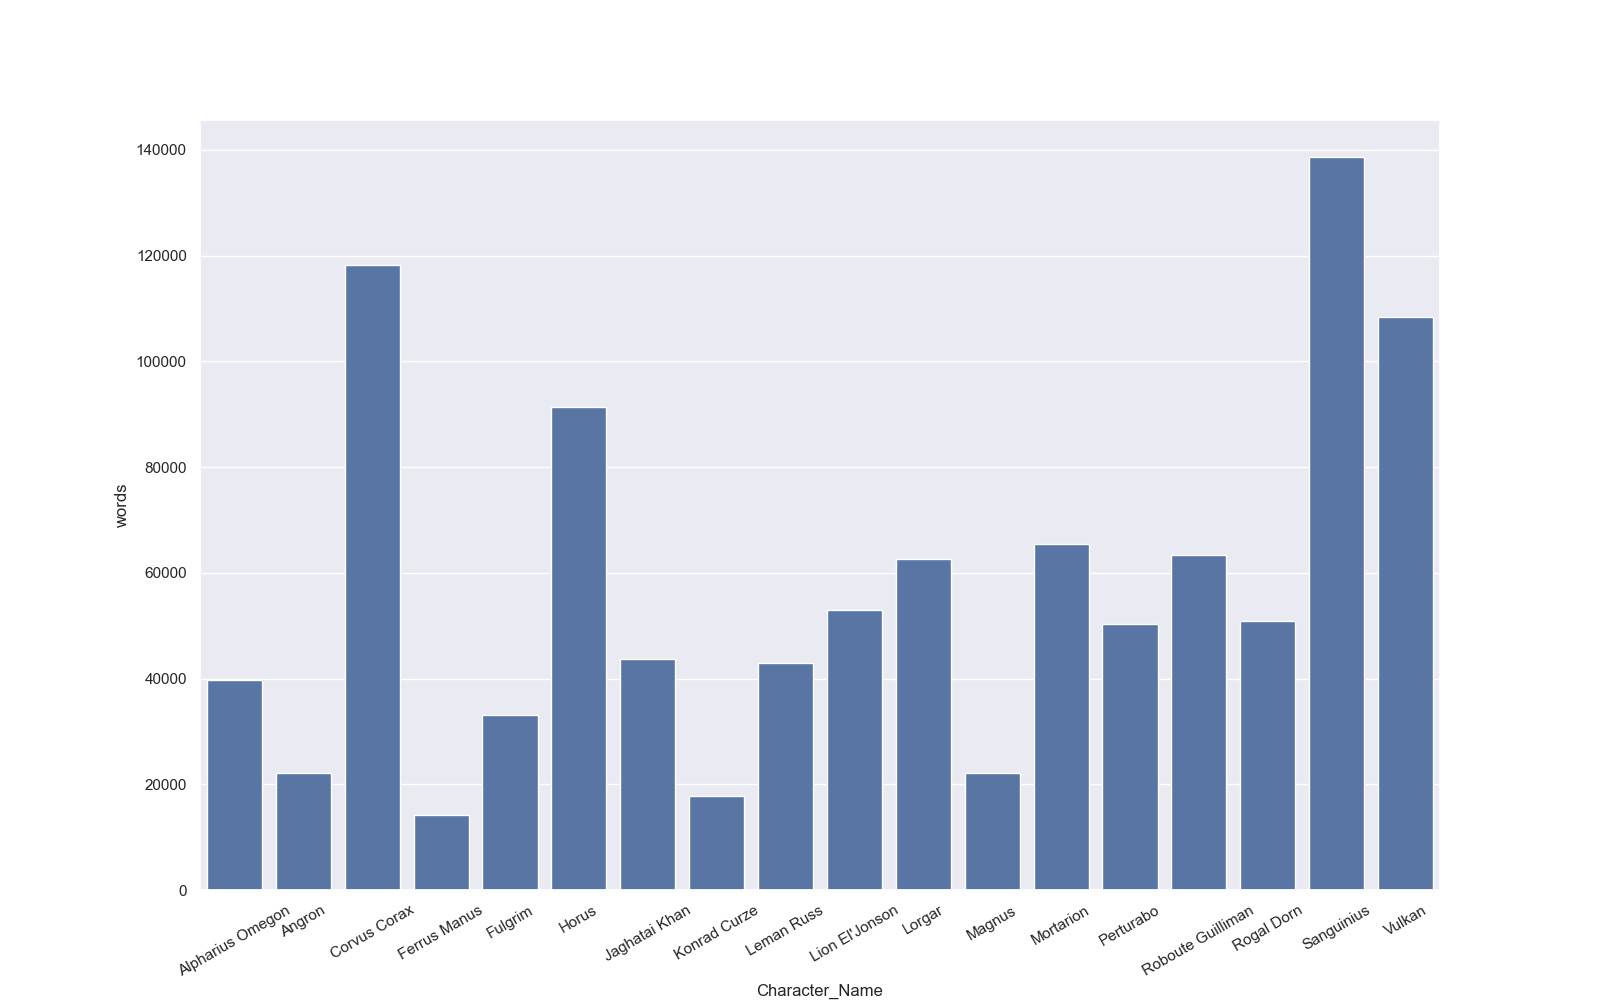 140000
120000
100000
80000
60000
40000
20000
0
words
Alpharius Omegon
Angron
Corvus Corax
Ferrus Manus
Fulgrim
Horus
Jaghatai Khan
Konrad Curze
Leman Russ
Lion El'Jonson
Lorgar
Magnus
Mortarion
Perturabo
Roboute Guilliman
Rogal Dorn
Sanguinius
Vulkan
Character_Name